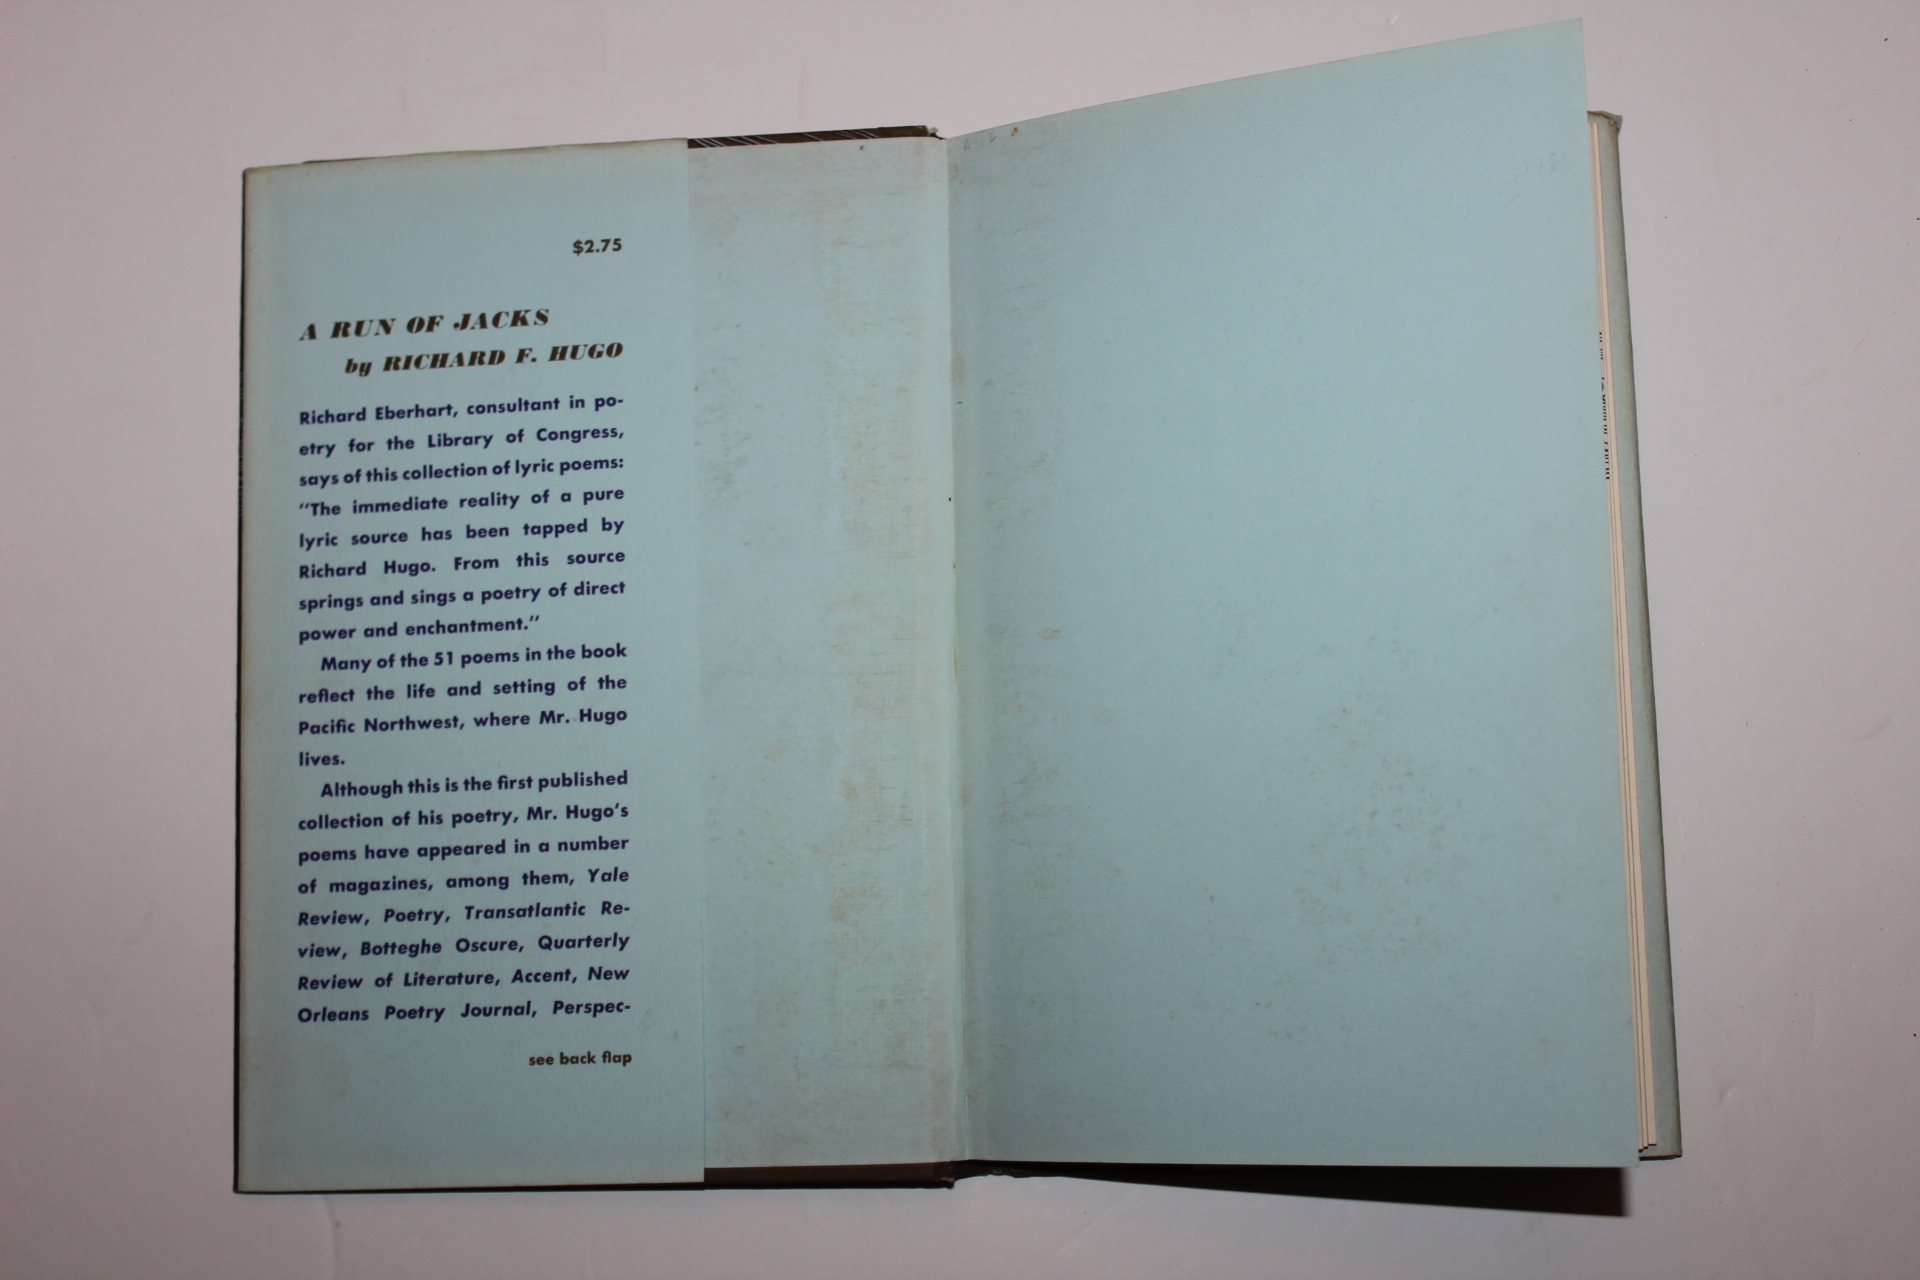 $2.75
A RUN OF JACKS
by RICHARD F. HUGO
Richard Eberhart, consultant in po-
etry for the Library of Congress,
says of this collection of lyric poems:
"The immediate reality of a pure
lyric source has been tapped by
Richard Hugo. From this source
springs and sings a poetry of direct
power and enchantment."
Many of the 51 poems in the book
reflect the life and setting of the
Pacific Northwest, where Mr. Hugo
lives.
Although this is the first published
collection of his poetry, Mr. Hugo's
poems have appeared in a number
of magazines, among them, Yale
Review, Poetry, Transatlantic Re-
view, Botteghe Oscure, Quarterly
Review of Literature, Accent, New
Orleans Poetry Journal, Perspec-
see back flap